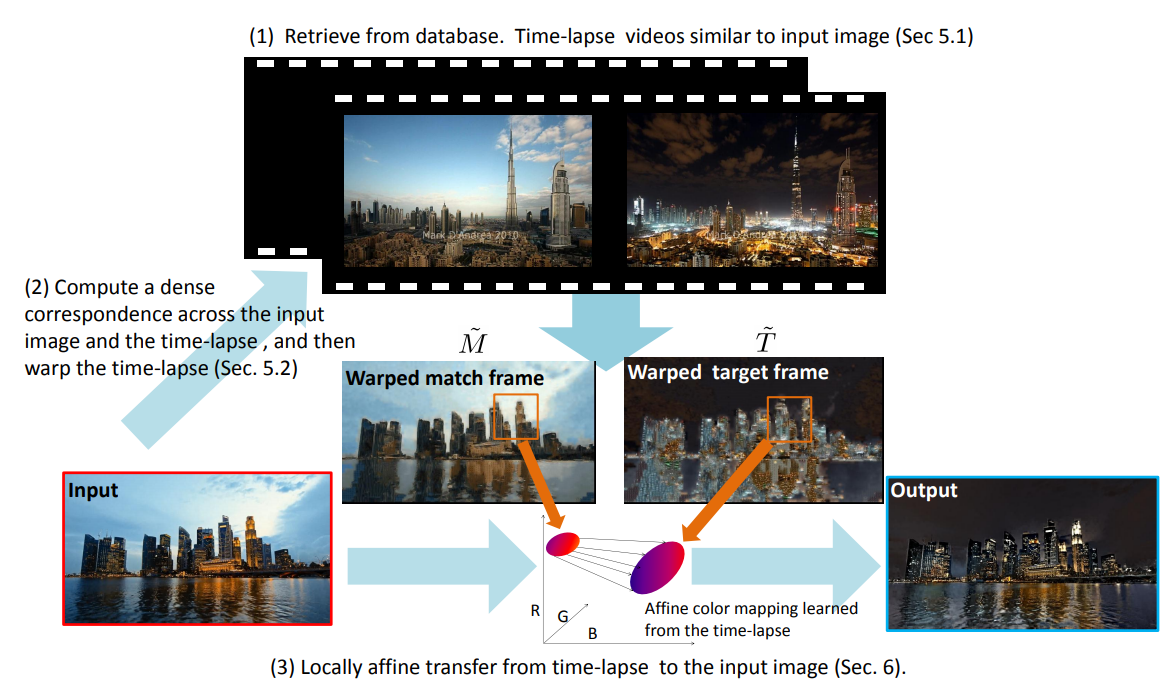 (1) Retrieve from database. Time-lapse videos similar to input image (Sec 5.1)
Mark D'Andrea 2010
(2) Compute a dense
correspondence across the input
image and the time-lapse , and then
warp the time-lapse (Sec. 5.2)
M̃
T̃
Warped match frame
Warped target frame
Input
Output
R
G
B
Affine color mapping learned
from the time-lapse
(3) Locally affine transfer from time-lapse to the input image (Sec. 6).